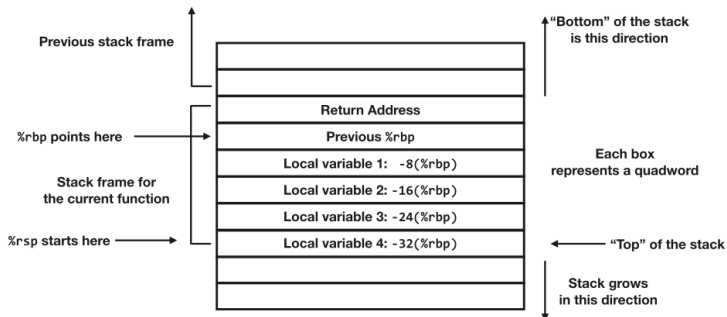 Previous stack frame
"Bottom" of the stack
is this direction
Return Address
%rbp points here
Previous %rbp
Local variable 1: -8(%rbp)
Each box
represents a quadword
Stack frame for
the current function
Local variable 2: -16(%rbp)
Local variable 3: -24(%rbp)
%rsp starts here
Local variable 4: -32(%rbp)
"Top" of the stack
Stack grows
in this direction